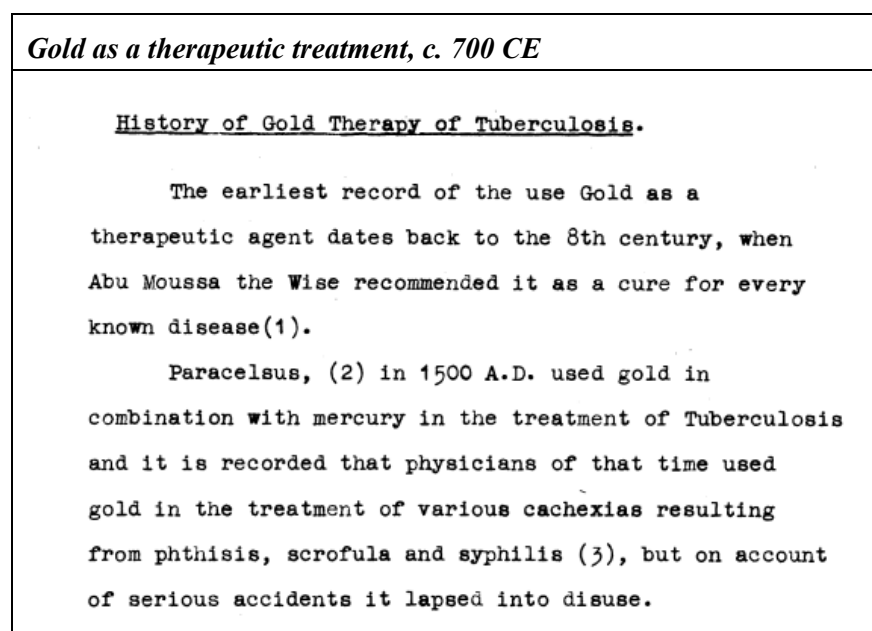 Gold as a therapeutic treatment, c. 700 CE
History of Gold Therapy of Tuberculosis.
The earliest record of the use Gold as a
therapeutic agent dates back to the 8th century, when
Abu Moussa the Wise recommended it as a cure for every
known disease(1).
Paracelsus, (2) in 1500 A.D. used gold in
combination with mercury in the treatment of Tuberculosis
and it is recorded that physicians of that time used
gold in the treatment of various cachexias resulting
from phthisis, scrofula and syphilis (3), but on account
of serious accidents it lapsed into disuse.